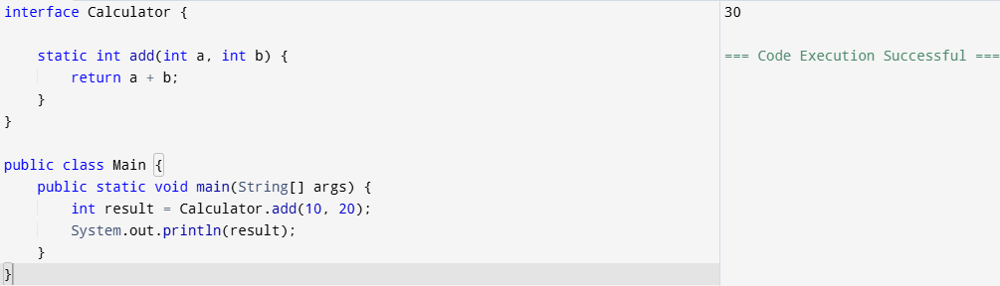 interface Calculator {
    static int add(int a, int b) {
        return a + b;
    }
}
public class Main {
    public static void main(String[] args) {
        int result = Calculator.add(10, 20);
        System.out.println(result);
    }
}
30
=== Code Execution Successful ===